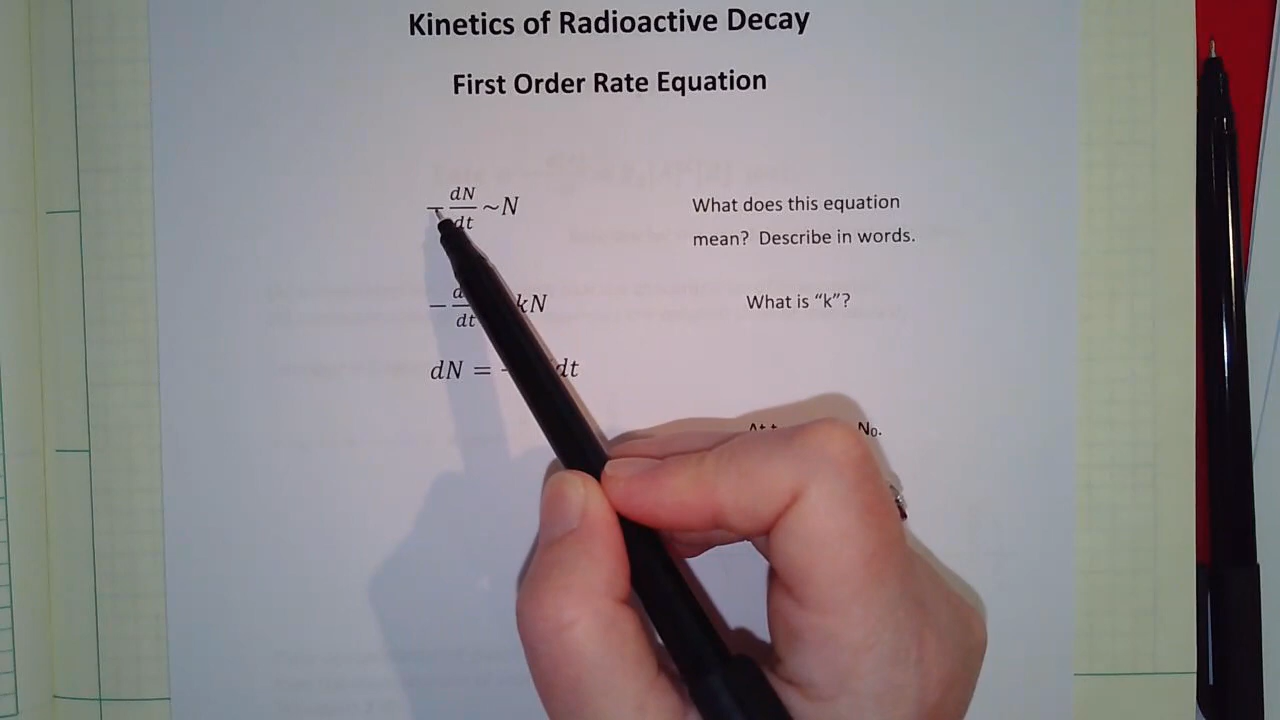 Kinetics of Radioactive Decay
First Order Rate Equation
− dN/dt ~N
What does this equation
mean? Describe in words.
− d dt kN
What is “k”?
dN = dt
At t N₀.